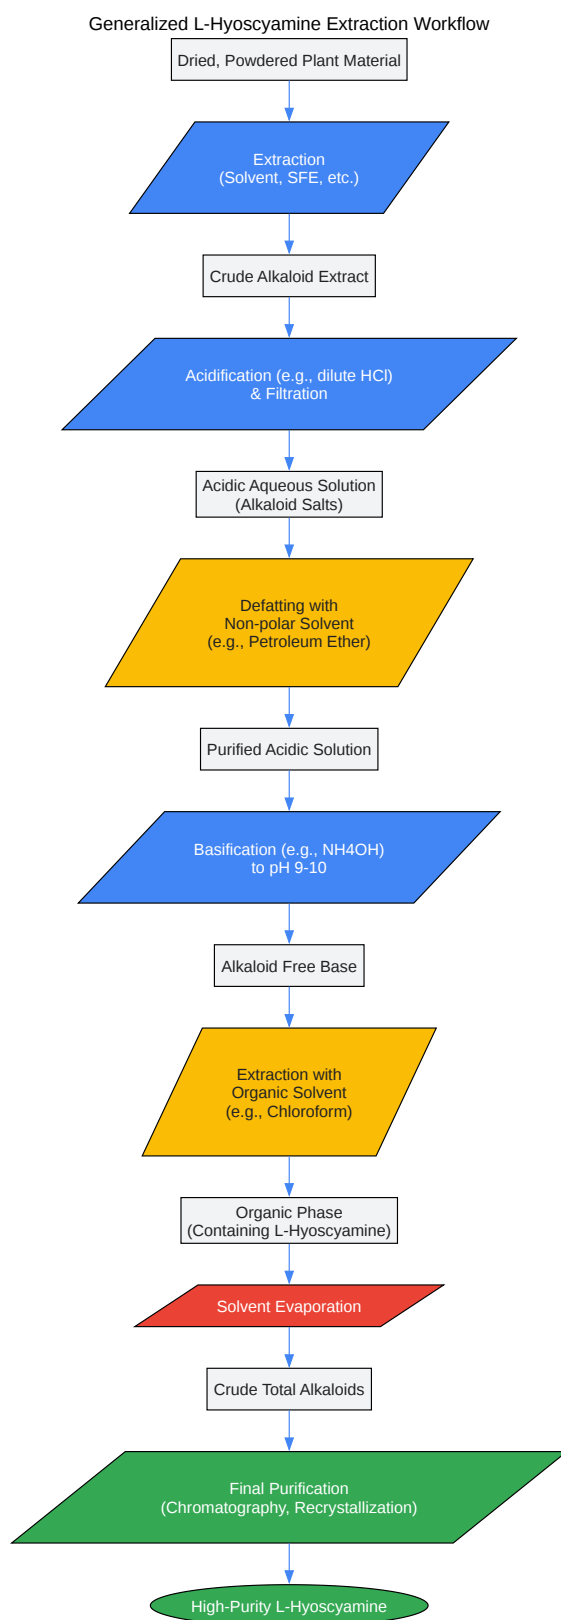 Generalized L-Hyoscyamine Extraction Workflow
Dried, Powdered Plant Material
Extraction
(Solvent, SFE, etc.)
Crude Alkaloid Extract
Acidification (e.g., dilute HCl)
& Filtration
Acidic Aqueous Solution
(Alkaloid Salts)
Defatting with
Non-polar Solvent
(e.g., Petroleum Ether)
Purified Acidic Solution
Basification (e.g., NH4OH)
to pH 9-10
Alkaloid Free Base
Extraction with
Organic Solvent
(e.g., Chloroform)
Organic Phase
(Containing L-Hyoscyamine)
Solvent Evaporation
Crude Total Alkaloids
Final Purification
(Chromatography, Recrystallization)
High-Purity L-Hyoscyamine